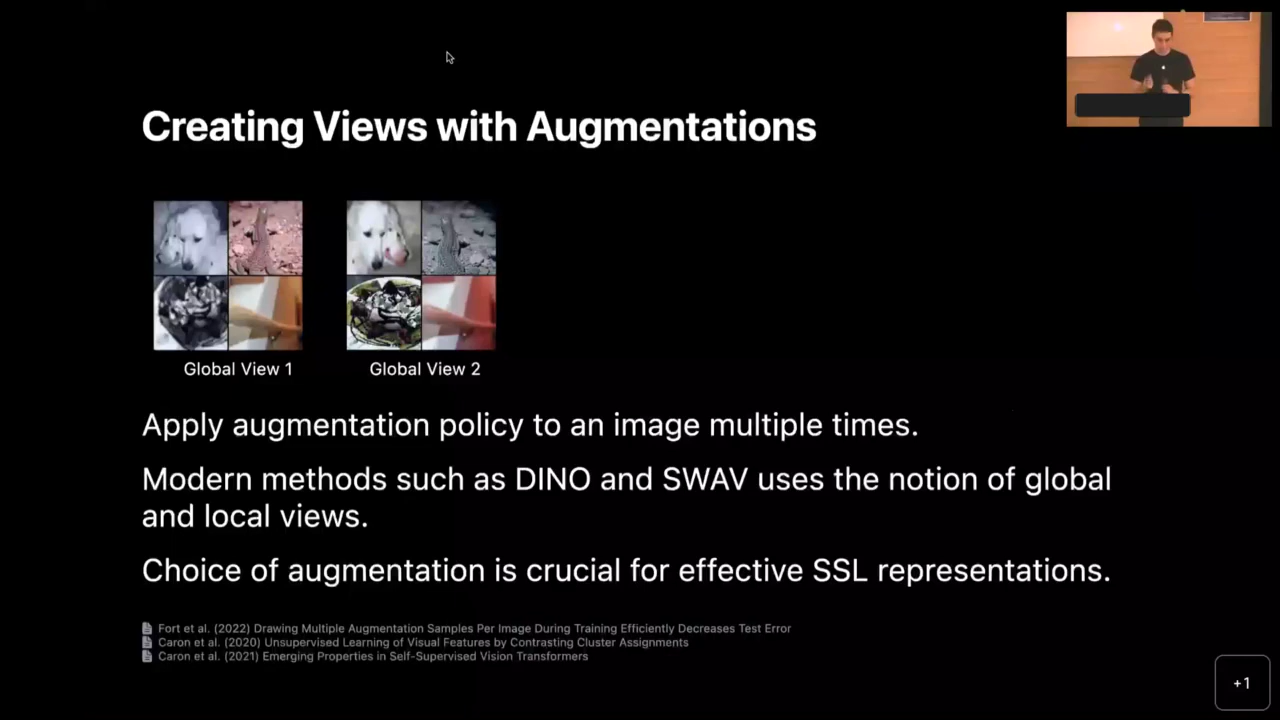 Creating Views with Augmentations
Global View 1
Global View 2
Apply augmentation policy to an image multiple times.
Modern methods such as DINO and SWAV uses the notion of global
and local views.
Choice of augmentation is crucial for effective SSL representations.
Fort et al. (2022) Drawing Multiple Augmentation Samples Per Image During Training Efficiently Decreases Test Error
Caron et al. (2020) Unsupervised Learning of Visual Features by Contrasting Cluster Assignments
Caron et al. (2021) Emerging Properties in Self-Supervised Vision Transformers
+1